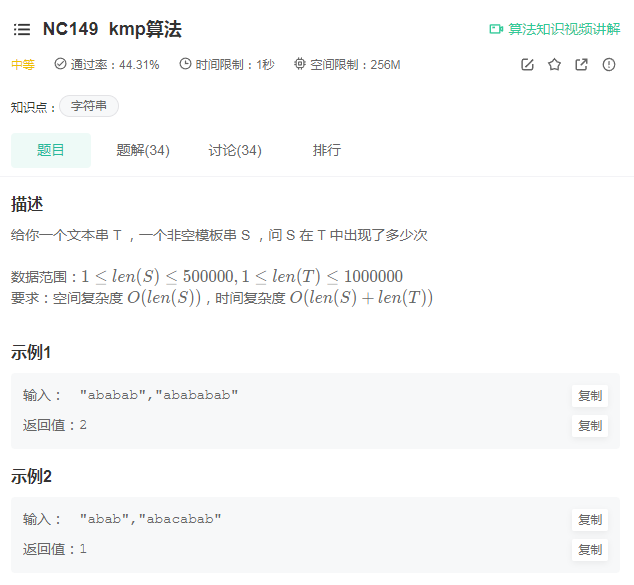 NC149 kmp算法
算法知识视频讲解
中等 通过率：44.31% 时间限制：1秒 空间限制：256M
知识点： 字符串
题目 题解(34) 讨论(34) 排行
描述
给你一个文本串 T ，一个非空模板串 S ，问 S 在 T 中出现了多少次
数据范围：1 ≤ len(S) ≤ 500000, 1 ≤ len(T) ≤ 1000000
要求：空间复杂度 O(len(S))，时间复杂度 O(len(S) + len(T))
示例1
输入： "ababab","abababab" 复制
返回值：2 复制
示例2
输入： "abab","abacabab" 复制
返回值：1 复制